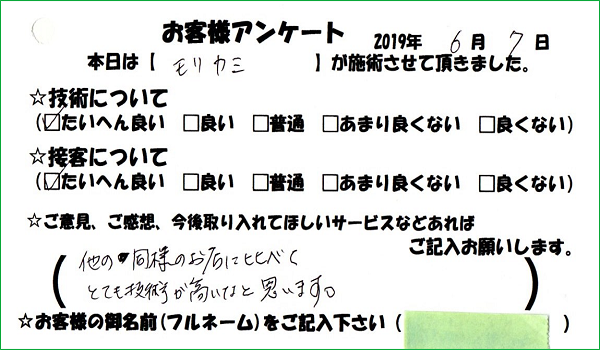 お客様アンケート 2019年 6月 7日
本日は【 モリカミ 】が施術させて頂きました。
☆技術について
(☑たいへん良い □良い □普通 □あまり良くない □良くない)
☆接客について
(☑たいへん良い □良い □普通 □あまり良くない □良くない)
☆ご意見、ご感想、今後取り入れてほしいサービスなどあれば
ご記入お願いします。
(他の同様のお店に比べく
とても技術が高いなと思います。)
☆お客様の御名前(フルネーム)をご記入下さい( )